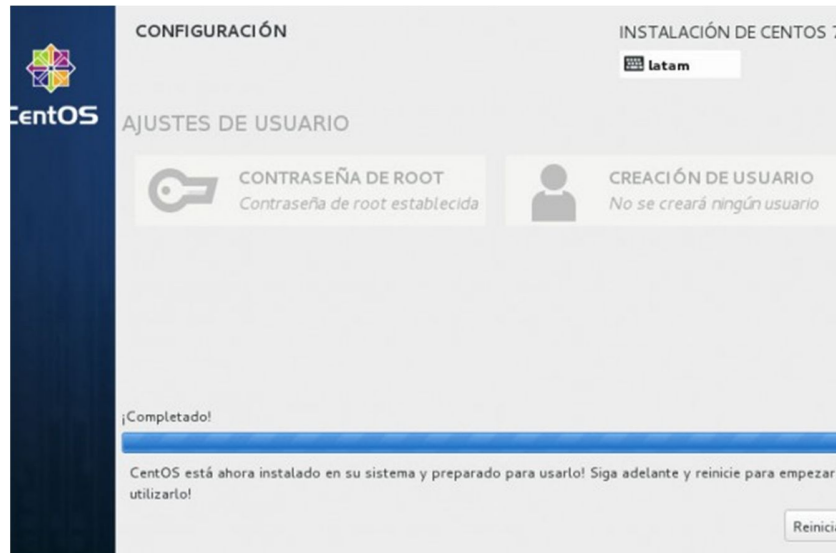 CONFIGURACIÓN
INSTALACIÓN DE CENTOS 7
latam
CentOS
AJUSTES DE USUARIO
CONTRASEÑA DE ROOT
Contraseña de root establecida
CREACIÓN DE USUARIO
No se creará ningún usuario
¡Completado!
CentOS está ahora instalado en su sistema y preparado para usarlo! Siga adelante y reinicie para empezar
utilizarlo!
Reinicia